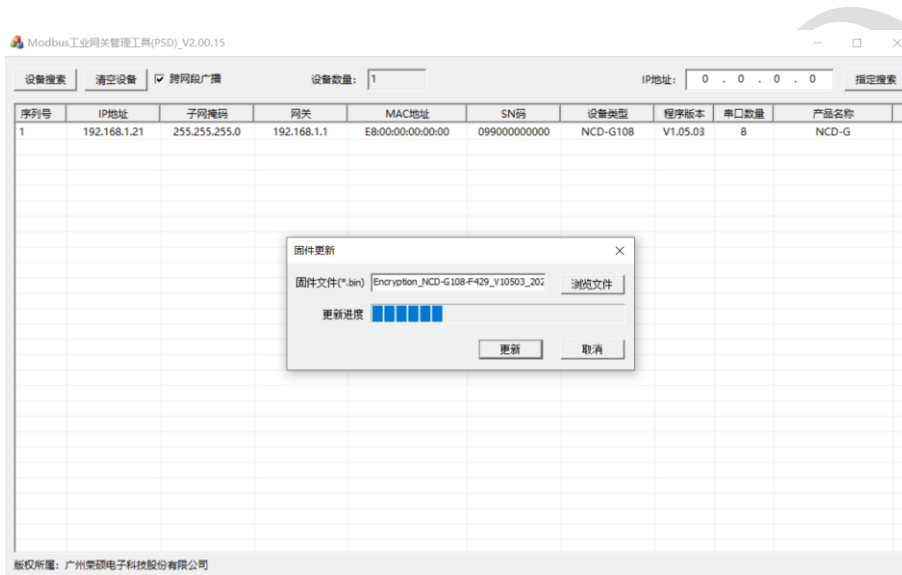 Modbus工业网关管理工具(PSD)_V2.00.15
设备搜索 清空设备 跨网段广播 设备数量: 1 IP地址: 0 . 0 . 0 . 0 指定搜索
序列号 IP地址 子网掩码 网关 MAC地址 SN码 设备类型 程序版本 串口数量 产品名称
1 192.168.1.21 255.255.255.0 192.168.1.1 E8:00:00:00:00:00 099000000000 NCD-G108 V1.05.03 8 NCD-G
固件更新
固件文件(*.bin) Encryption_NCD-G108-F429_V10503_202 浏览文件
更新进度
更新 取消
版权所属: 广州荣硕电子科技股份有限公司